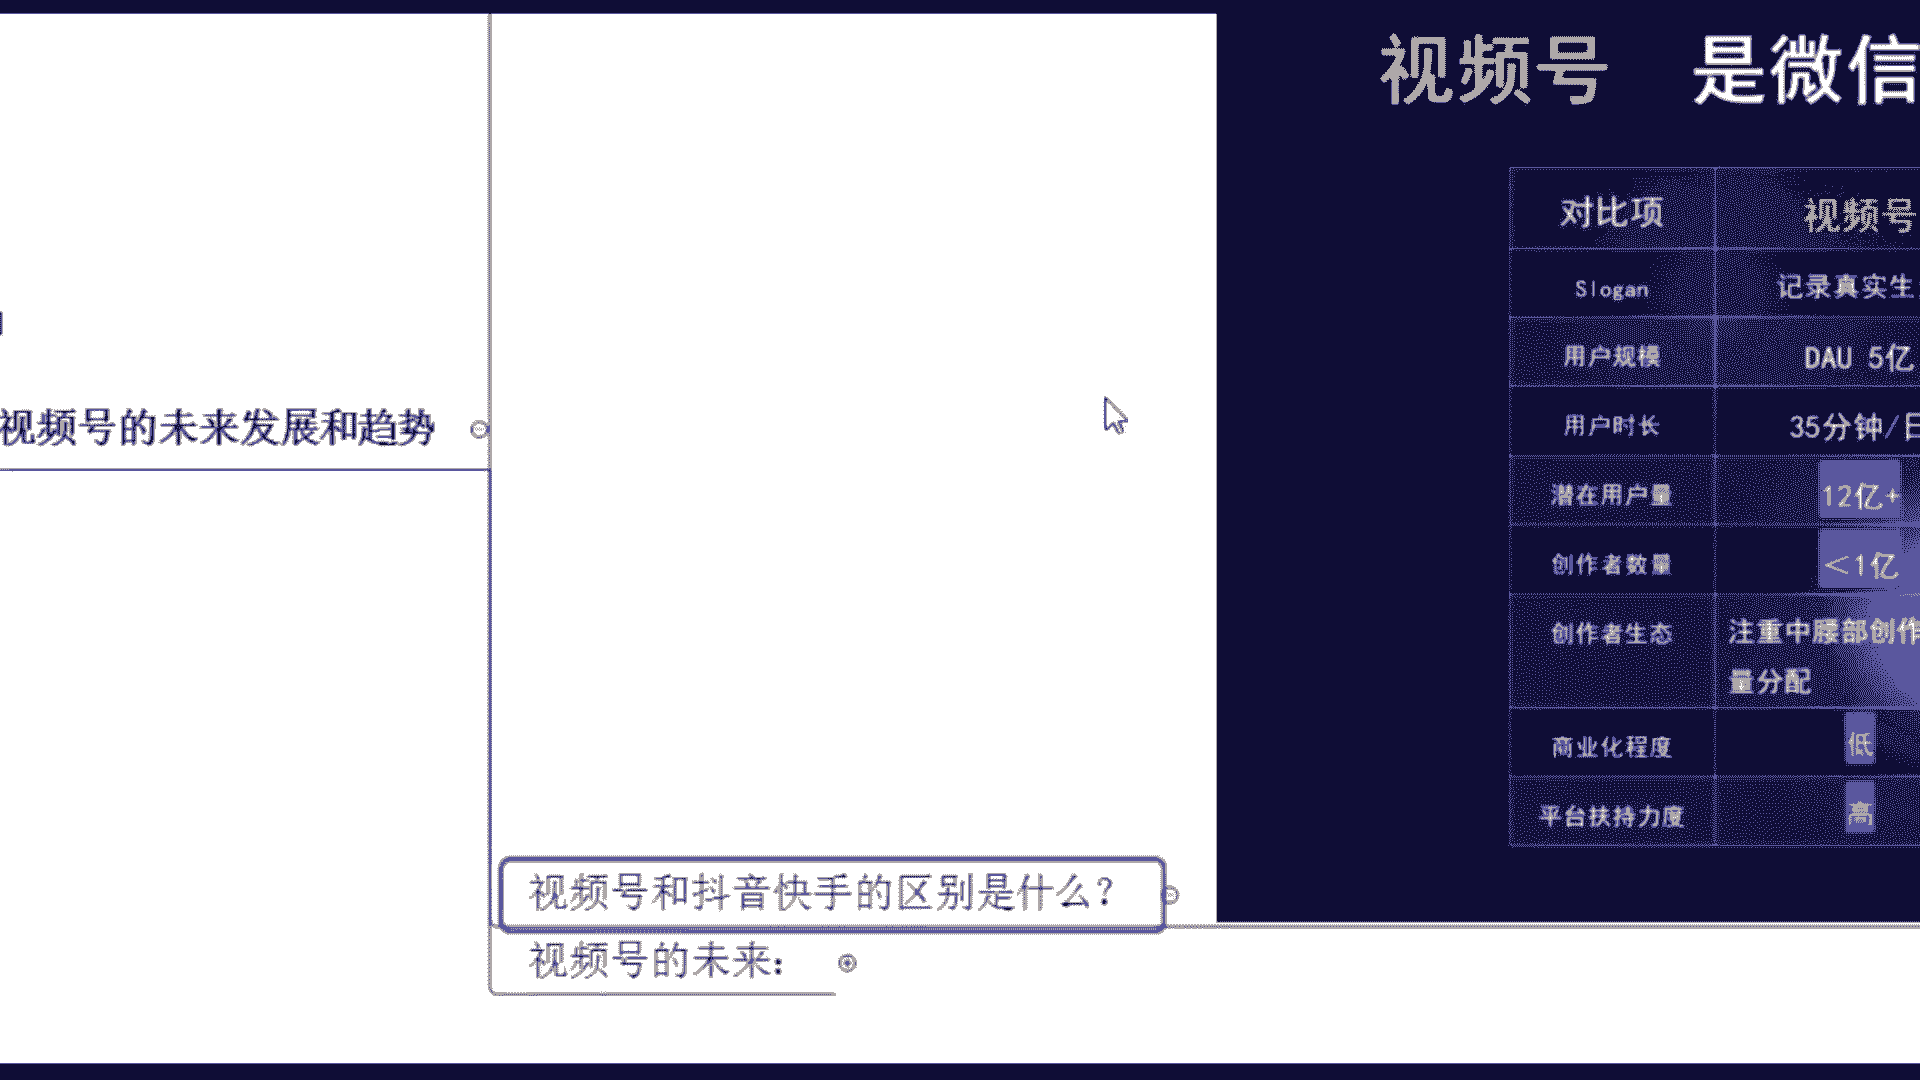 视频号的未来发展和趋势
视频号和抖音快手的区别是什么?
视频号的未来:
视频号 是微信
对比项 视频号
Slogan 记录真实生
用户规模 DAU 5亿
用户时长 35分钟/日
潜在用户量 12亿+
创作者数量 <1亿
创作者生态 注重中腰部创作
量分配
商业化程度 低
平台扶持力度 高